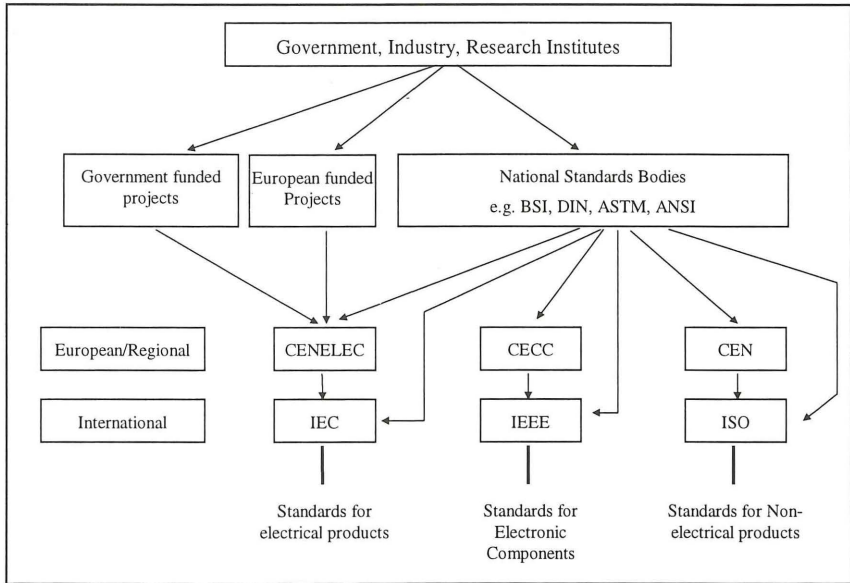 Government, Industry, Research Institutes
Government funded
projects
European funded
Projects
National Standards Bodies
e.g. BSI, DIN, ASTM, ANSI
European/Regional
CENELEC
CECC
CEN
International
IEC
IEEE
ISO
Standards for
electrical products
Standards for
Electronic
Components
Standards for Non-
electrical products